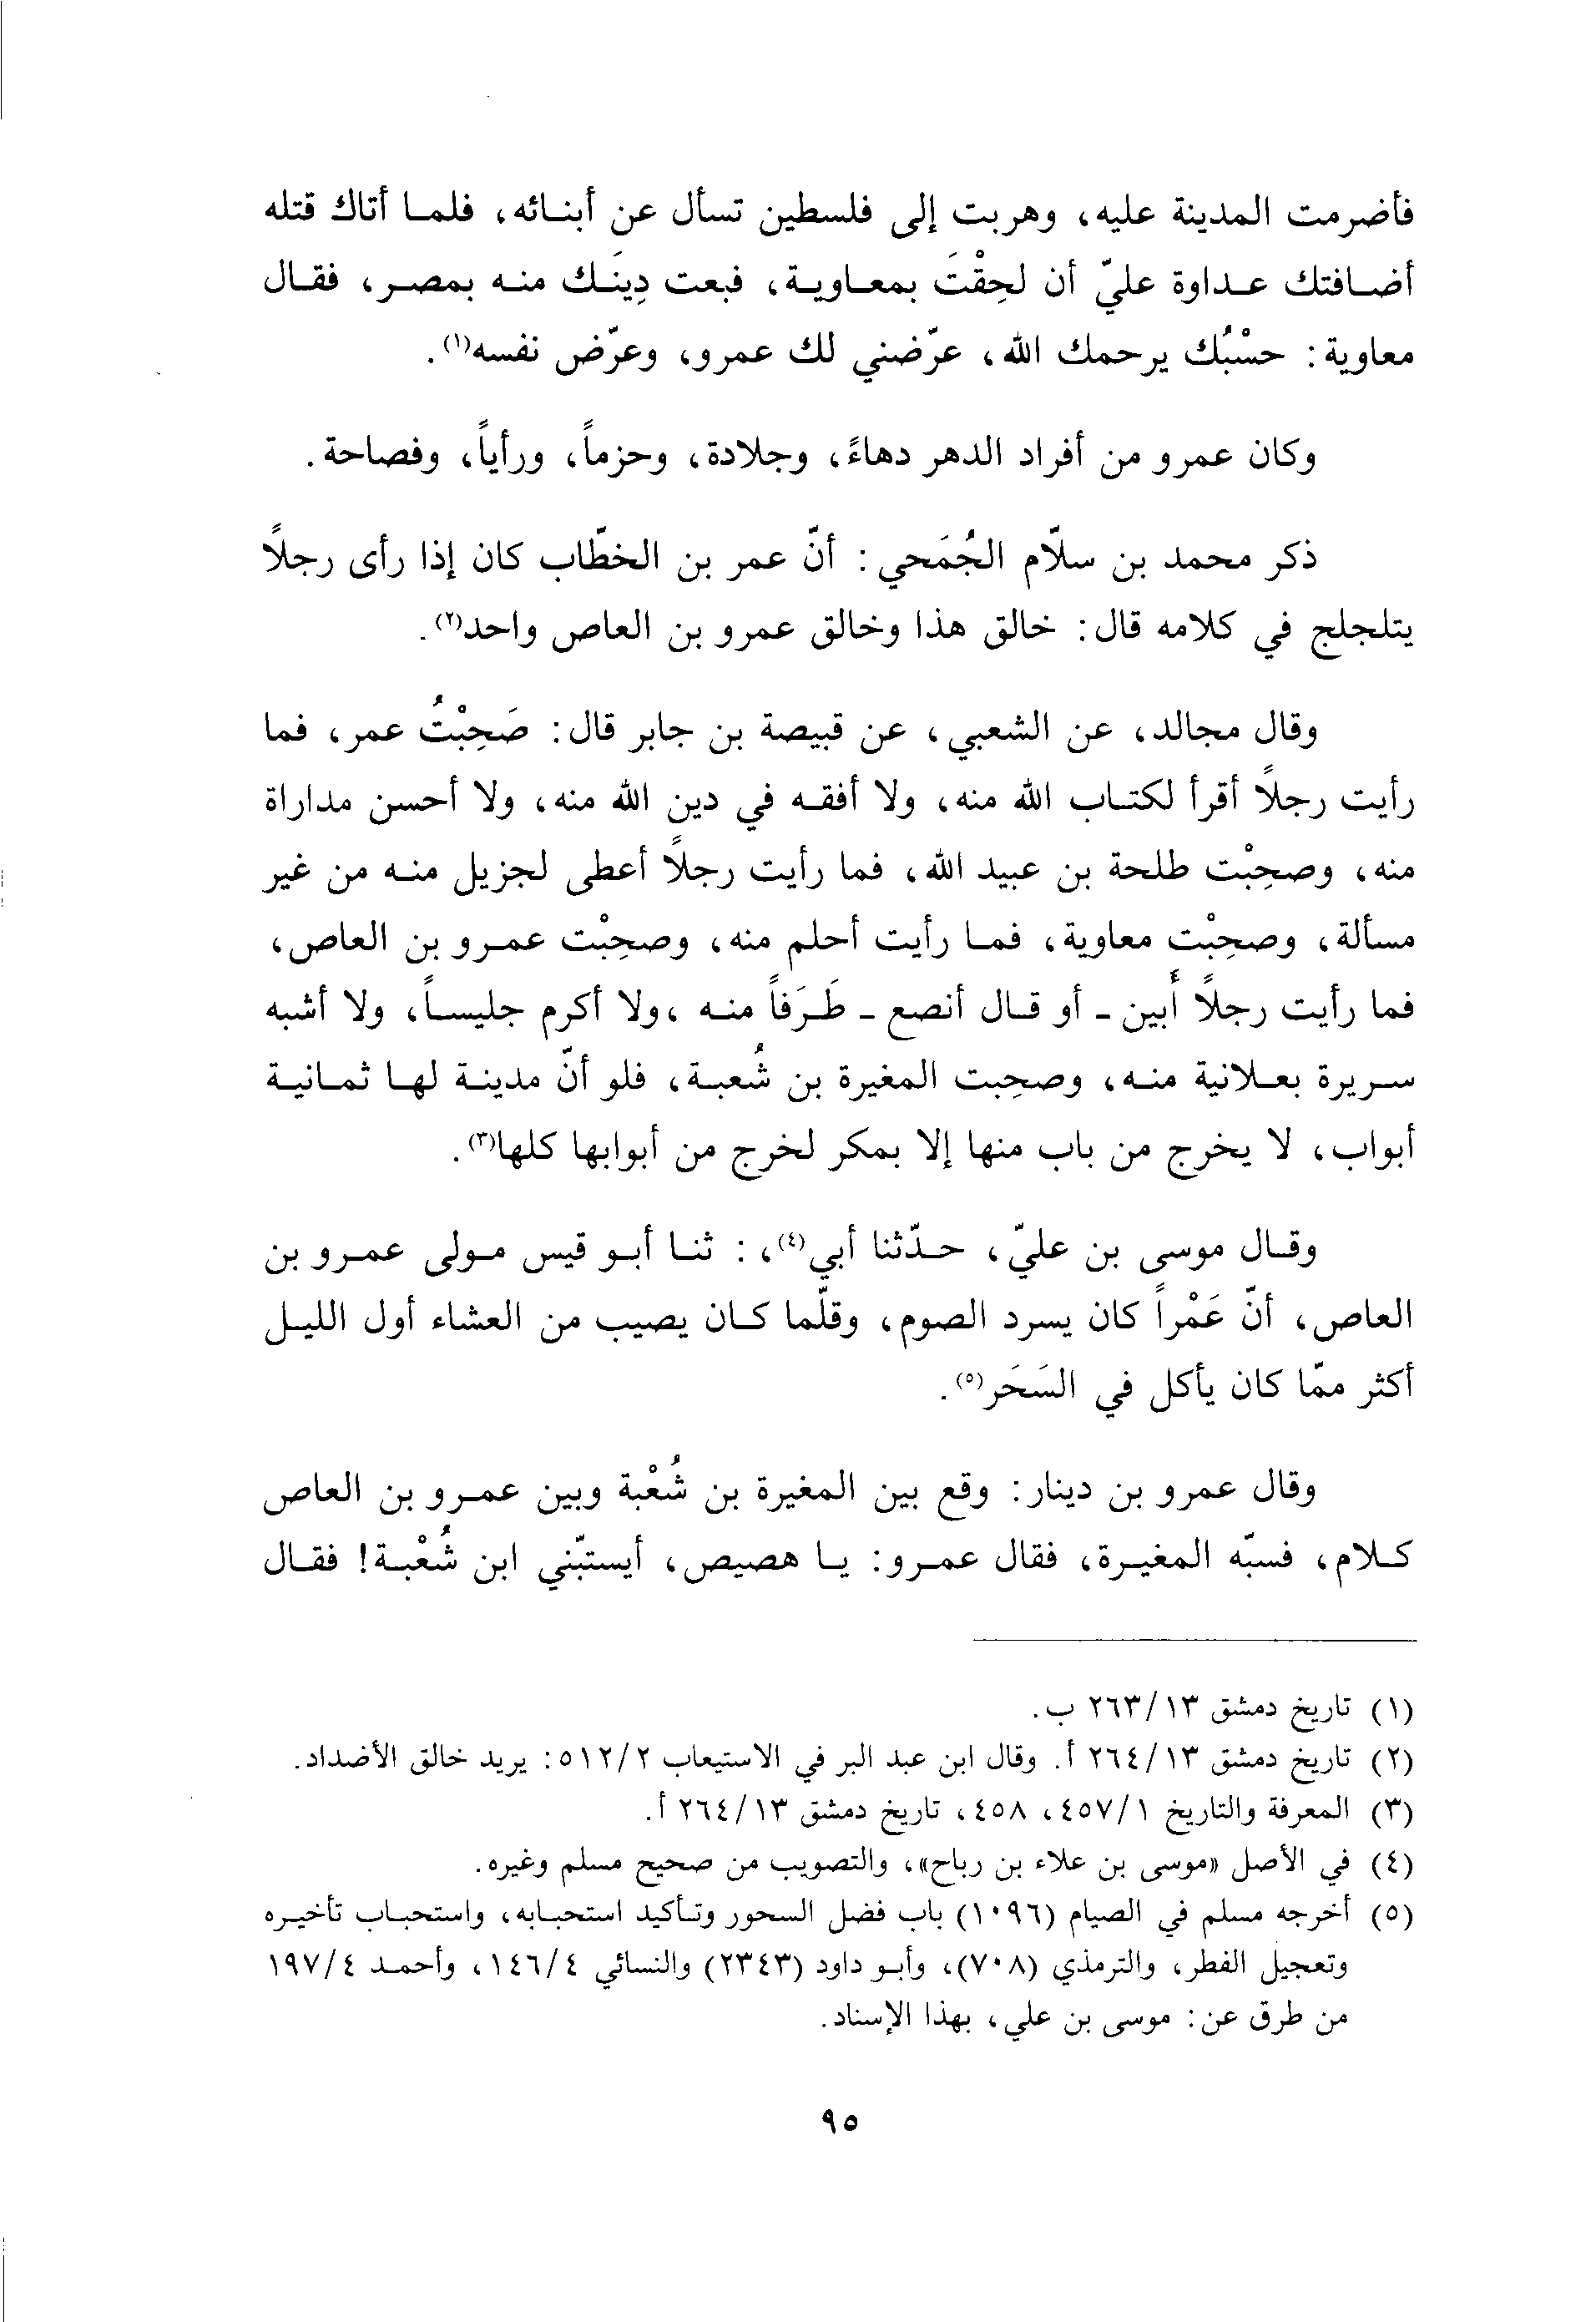 فأضرمت المدينة عليه، وهربت إلى فلسطين تسأل عن أبنائه، فلما أتاك قتله
أضافتك عداوة عليّ أن لحِقْتَ بمعاوية، فبعت دِينَك منه بمصر، فقال
معاوية: حسْبُك يرحمك الله، عرّضني لك عمرو، وعرّض نفسه(١).
وكان عمرو من أفراد الدهر دهاءً، وجلادة، وحزماً، ورأياً، وفصاحة.
ذكر محمد بن سلّام الجُمَحي: أنّ عمر بن الخطّاب كان إذا رأى رجلاً
يتلجلج في كلامه قال: خالق هذا وخالق عمرو بن العاص واحد(٢).
وقال مجالد، عن الشعبي، عن قبيصة بن جابر قال: صَحِبْتُ عمر، فما
رأيت رجلاً أقرأ لكتاب الله منه، ولا أفقه في دين الله منه، ولا أحسن مداراة
منه، وصحِبْت طلحة بن عبيد الله، فما رأيت رجلاً أعطى لجزيل منه من غير
مسألة، وصحِبْت معاوية، فما رأيت أحلم منه، وصحِبْت عمرو بن العاص،
فما رأيت رجلاً أَبين - أو قال أنصع - طَرَفاً منه ،ولا أكرم جليساً، ولا أشبه
سريرة بعلانية منه، وصحِبت المغيرة بن شُعبة، فلو أنّ مدينة لها ثمانية
أبواب، لا يخرج من باب منها إلا بمكر لخرج من أبوابها كلها(٣).
وقال موسى بن عليّ، حدّثنا أبي(٤)،: ثنا أبو قيس مولى عمرو بن
العاص، أنّ عَمْراً كان يسرد الصوم، وقلّما كان يصيب من العشاء أول الليل
أكثر ممّا كان يأكل في السَحَر(٥).
وقال عمرو بن دينار: وقع بين المغيرة بن شُعْبة وبين عمرو بن العاص
كلام، فسبّه المغيرة، فقال عمرو: يا هصيص، أيستبّني ابن شُعْبة! فقال
(١) تاريخ دمشق ١٣/٢٦٣ ب.
(٢) تاريخ دمشق ١٣/٢٦٤ أ. وقال ابن عبد البر في الاستيعاب ٢/٥١٢: يريد خالق الأضداد.
(٣) المعرفة والتاريخ ١/٤٥٧، ٤٥٨، تاريخ دمشق ١٣/٢٦٤ أ.
(٤) في الأصل «موسى بن علاء بن رباح»، والتصويب من صحيح مسلم وغيره.
(٥) أخرجه مسلم في الصيام (١٠٩٦) باب فضل السحور وتأكيد استحبابه، واستحباب تأخيره
وتعجيل الفطر، والترمذي (٧٠٨)، وأبو داود (٢٣٤٣) والنسائي ٤/١٤٦، وأحمد ٤/١٩٧
من طرق عن: موسى بن علي، بهذا الإسناد.
٩٥